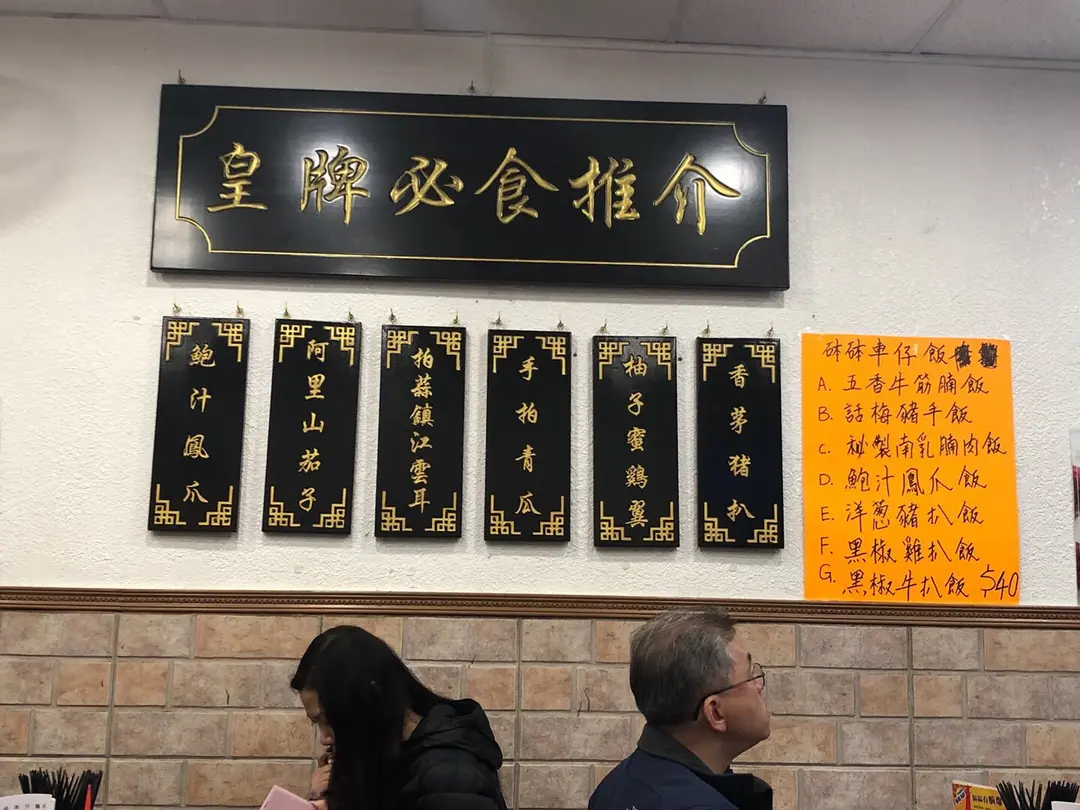 皇牌必食推介
鮑汁鳳爪
阿里山茄子
拍蒜鎮江雲耳
手拍青瓜
柚子蜜鷄翼
香茅猪扒
砵砵車仔飯
A. 五香牛筋腩飯
B. 話梅豬手飯
C. 秘製南乳腩肉飯
D. 鮑汁鳳爪飯
E. 洋葱豬扒飯
F. 黑椒雞扒飯
G. 黑椒牛扒飯 $40